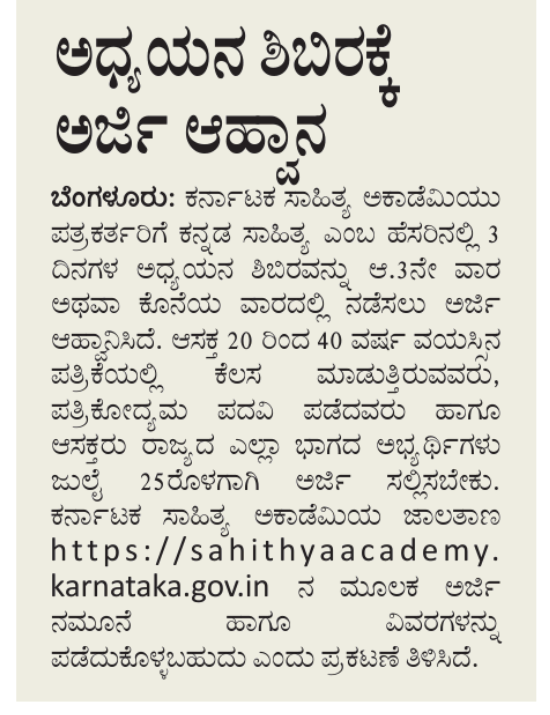 ಅಧ್ಯಯನ ಶಿಬಿರಕ್ಕೆ
ಅರ್ಜಿ ಆಹ್ವಾನ
ಬೆಂಗಳೂರು: ಕರ್ನಾಟಕ ಸಾಹಿತ್ಯ ಅಕಾಡೆಮಿಯು
ಪತ್ರಕರ್ತರಿಗೆ ಕನ್ನಡ ಸಾಹಿತ್ಯ ಎಂಬ ಹೆಸರಿನಲ್ಲಿ 3
ದಿನಗಳ ಅಧ್ಯಯನ ಶಿಬಿರವನ್ನು ಆ.3ನೇ ವಾರ
ಅಥವಾ ಕೊನೆಯ ವಾರದಲ್ಲಿ ನಡೆಸಲು ಅರ್ಜಿ
ಆಹ್ವಾನಿಸಿದೆ. ಆಸಕ್ತ 20 ರಿಂದ 40 ವರ್ಷ ವಯಸ್ಸಿನ
ಪತ್ರಿಕೆಯಲ್ಲಿ ಕೆಲಸ ಮಾಡುತ್ತಿರುವವರು,
ಪತ್ರಿಕೋದ್ಯಮ ಪದವಿ ಪಡೆದವರು ಹಾಗೂ
ಆಸಕ್ತರು ರಾಜ್ಯದ ಎಲ್ಲಾ ಭಾಗದ ಅಭ್ಯರ್ಥಿಗಳು
ಜುಲೈ 25ರೊಳಗಾಗಿ ಅರ್ಜಿ ಸಲ್ಲಿಸಬೇಕು.
ಕರ್ನಾಟಕ ಸಾಹಿತ್ಯ ಅಕಾಡೆಮಿಯ ಜಾಲತಾಣ
https://sahithyaacademy.
karnataka.gov.in ನ ಮೂಲಕ ಅರ್ಜಿ
ನಮೂನೆ ಹಾಗೂ ವಿವರಗಳನ್ನು
ಪಡೆದುಕೊಳ್ಳಬಹುದು ಎಂದು ಪ್ರಕಟಣೆ ತಿಳಿಸಿದೆ.